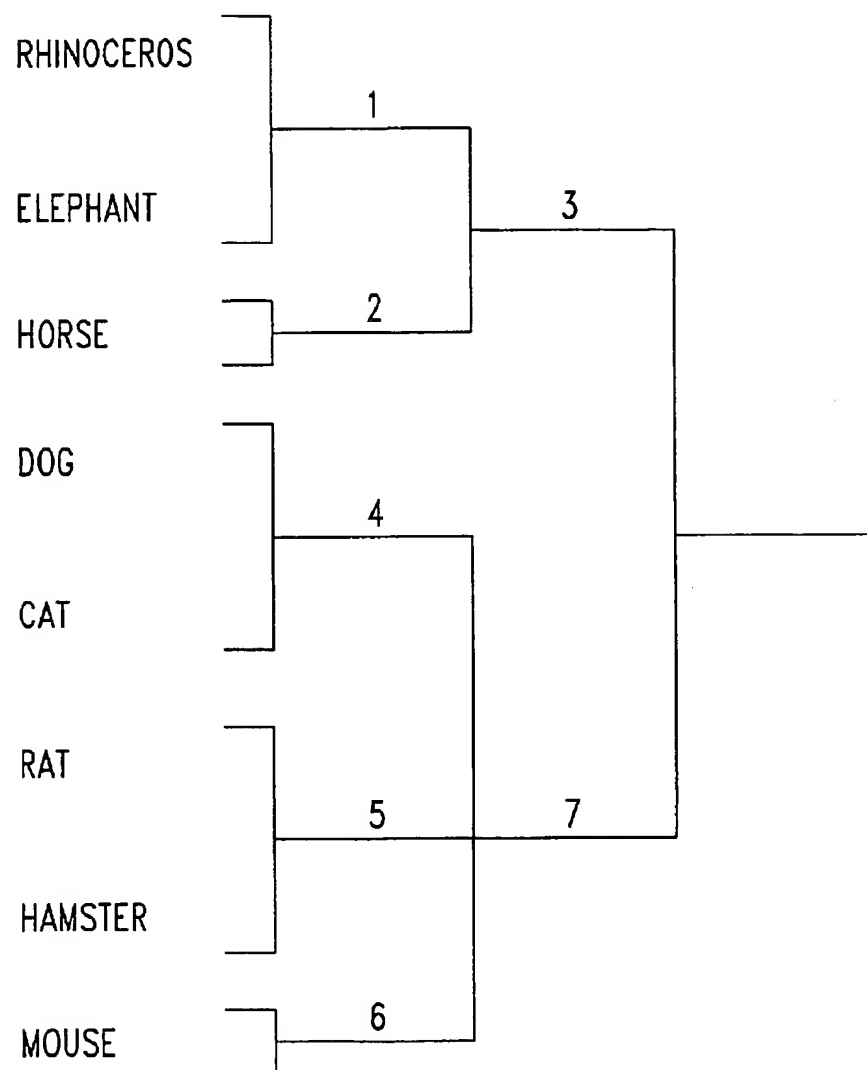 RHINOCEROS
1
ELEPHANT
3
HORSE
2
DOG
4
CAT
RAT
5
7
HAMSTER
MOUSE
6